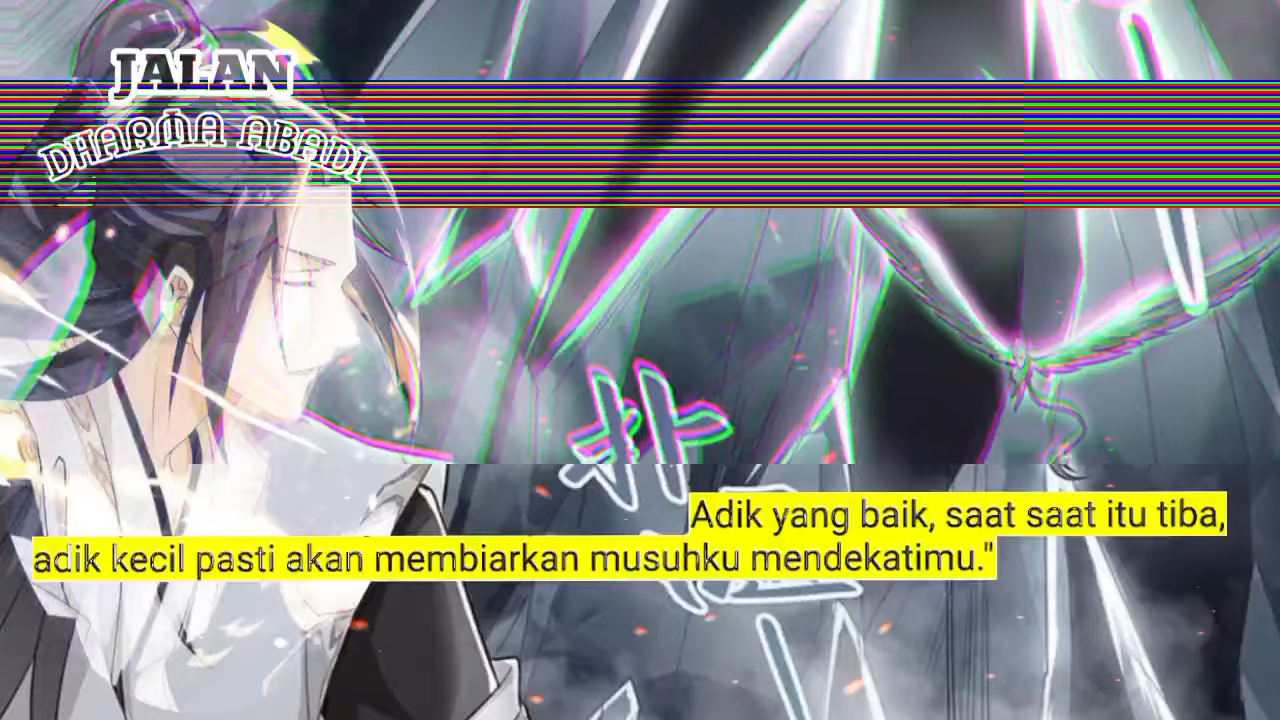 JALAN
DHARMA ABADI
Adik yang baik, saat saat itu tiba,
adik kecil pasti akan membiarkan musuhku mendekatimu."